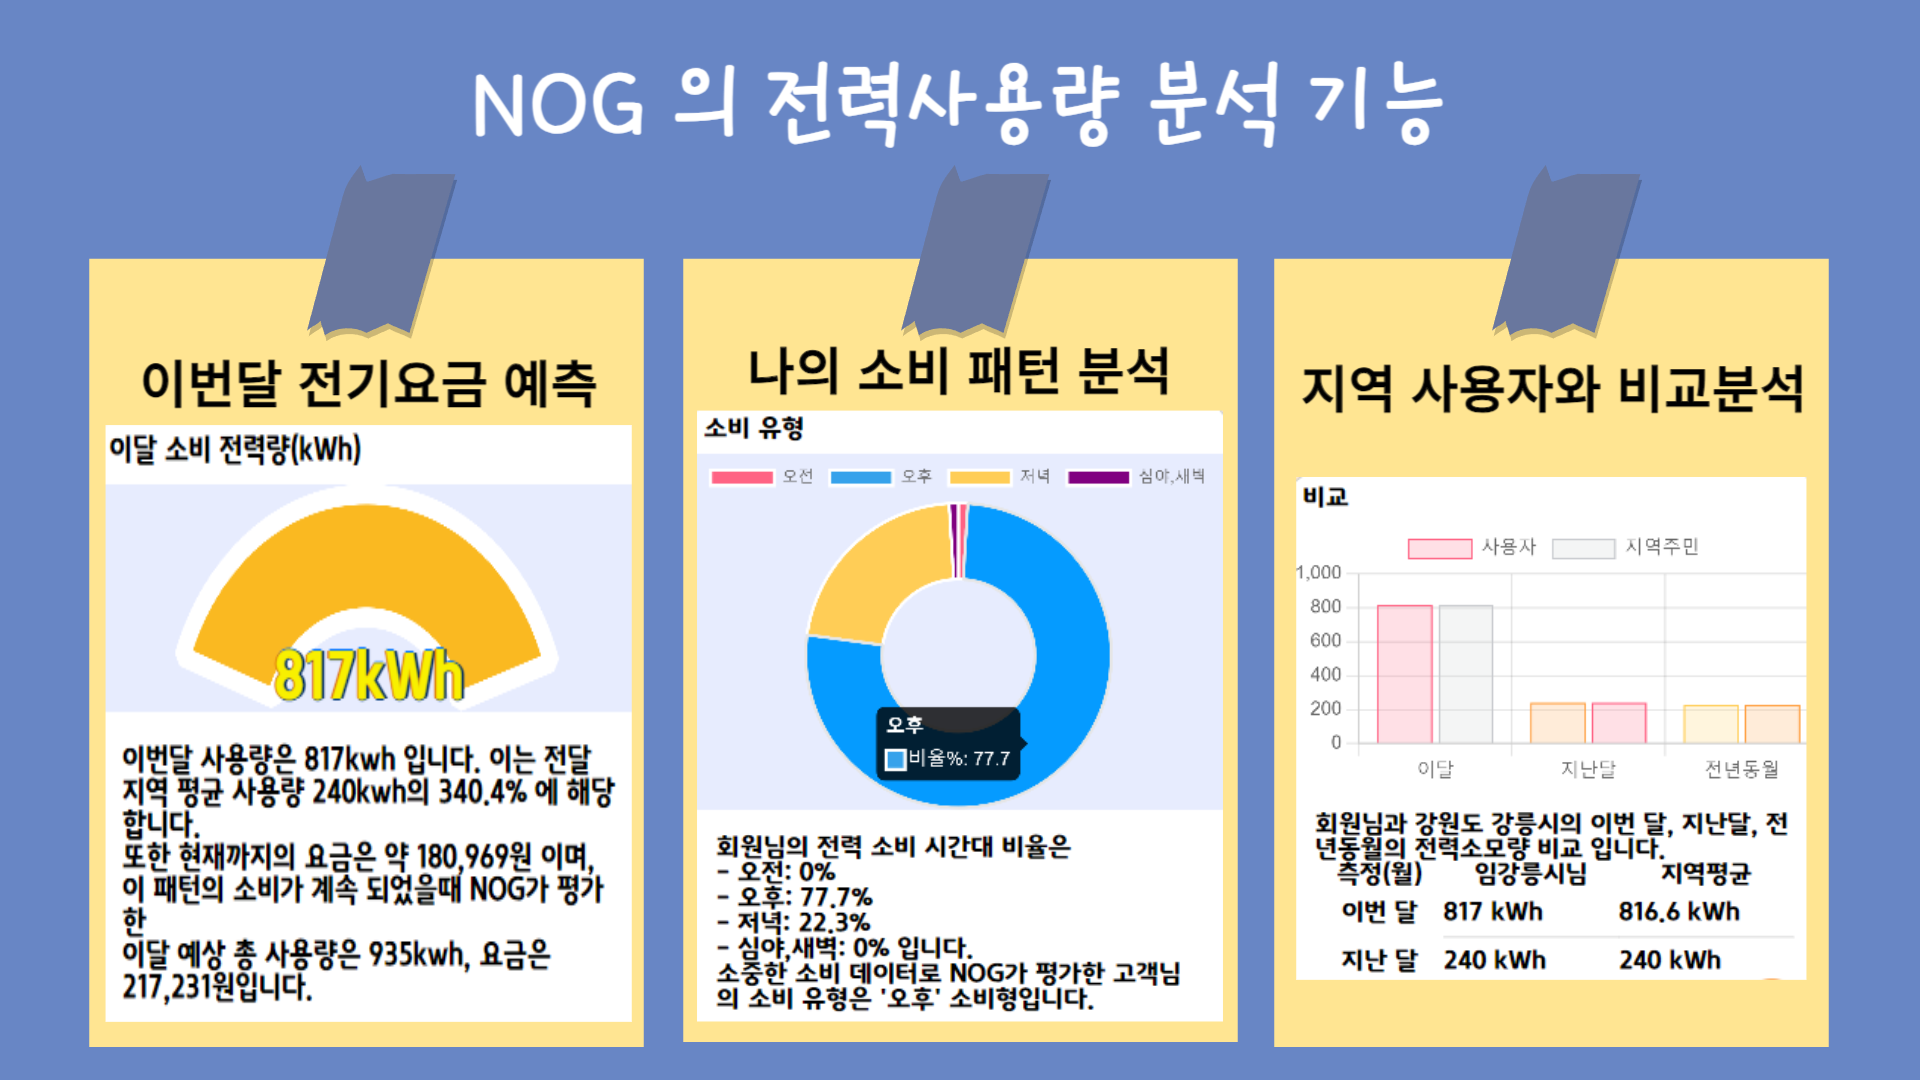 NOG 의 전력사용량 분석 기능
이번달 전기요금 예측
이달 소비 전력량(kWh)
817kWh
이번달 사용량은 817kwh 입니다. 이는 전달
지역 평균 사용량 240kwh의 340.4% 에 해당
합니다.
또한 현재까지의 요금은 약 180,969원 이며,
이 패턴의 소비가 계속 되었을때 NOG가 평가
한
이달 예상 총 사용량은 935kwh, 요금은
217,231원입니다.
나의 소비 패턴 분석
소비 유형
오전 오후 저녁 심야,새벽
오후
비율%: 77.7
회원님의 전력 소비 시간대 비율은
- 오전: 0%
- 오후: 77.7%
- 저녁: 22.3%
- 심야,새벽: 0% 입니다.
소중한 소비 데이터로 NOG가 평가한 고객님
의 소비 유형은 '오후' 소비형입니다.
지역 사용자와 비교분석
비교
사용자 지역주민
1,000
800
600
400
200
0
이달 지난달 전년동월
회원님과 강원도 강릉시의 이번 달, 지난달, 전
년동월의 전력소모량 비교 입니다.
측정(월) 임강릉시님 지역평균
이번 달 817 kWh 816.6 kWh
지난 달 240 kWh 240 kWh